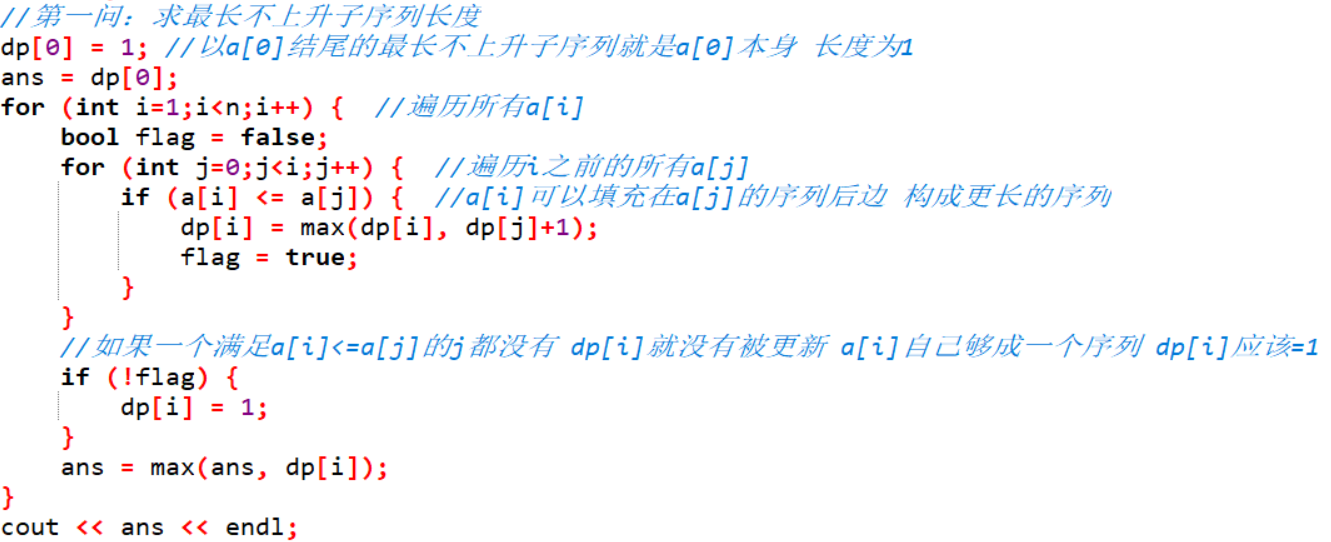 //第一问：求最长不上升子序列长度
dp[0] = 1; //以a[0]结尾的最长不上升子序列就是a[0]本身 长度为1
ans = dp[0];
for (int i=1;i<n;i++) {  //遍历所有a[i]
    bool flag = false;
    for (int j=0;j<i;j++) {  //遍历i之前的所有a[j]
        if (a[i] <= a[j]) {  //a[i]可以填充在a[j]的序列后边 构成更长的序列
            dp[i] = max(dp[i], dp[j]+1);
            flag = true;
        }
    }
    //如果一个满足a[i]<=a[j]的j都没有 dp[i]就没有被更新 a[i]自己够成一个序列 dp[i]应该=1
    if (!flag) {
        dp[i] = 1;
    }
    ans = max(ans, dp[i]);
}
cout << ans << endl;